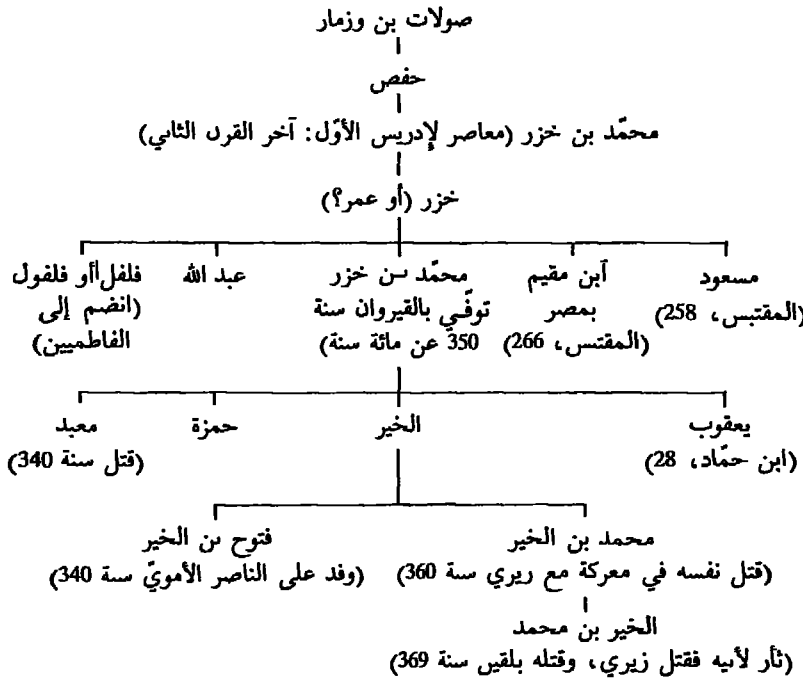 صولات بن وزمار
حفص
محمّد بن خزر (معاصر لإدريس الأوّل: آخر القرن الثاني)
خزر (أو عمر؟)
مسعود
(المقتبس، 258)
آبن مقيم
بمصر
(المقتبس، 266)
محمّد بن خزر
توفّي بالقيروان سنة
350 عن مائة سنة)
عبد الله
فلفل أأو فلفول
(انضم إلى
الفاطميين)
يعقوب
(ابن حمّاد، 28)
الخير
حمزة
معبد
(قتل سنة 340)
محمد بن الخير
(قتل نفسه في معركة مع زيري سنة 360)
فتوح بن الخير
(وفد على الناصر الأمويّ سنة 340)
الخير بن محمد
(ثأر لأبيه فقتل زيري، وقتله بلقين سنة 369)